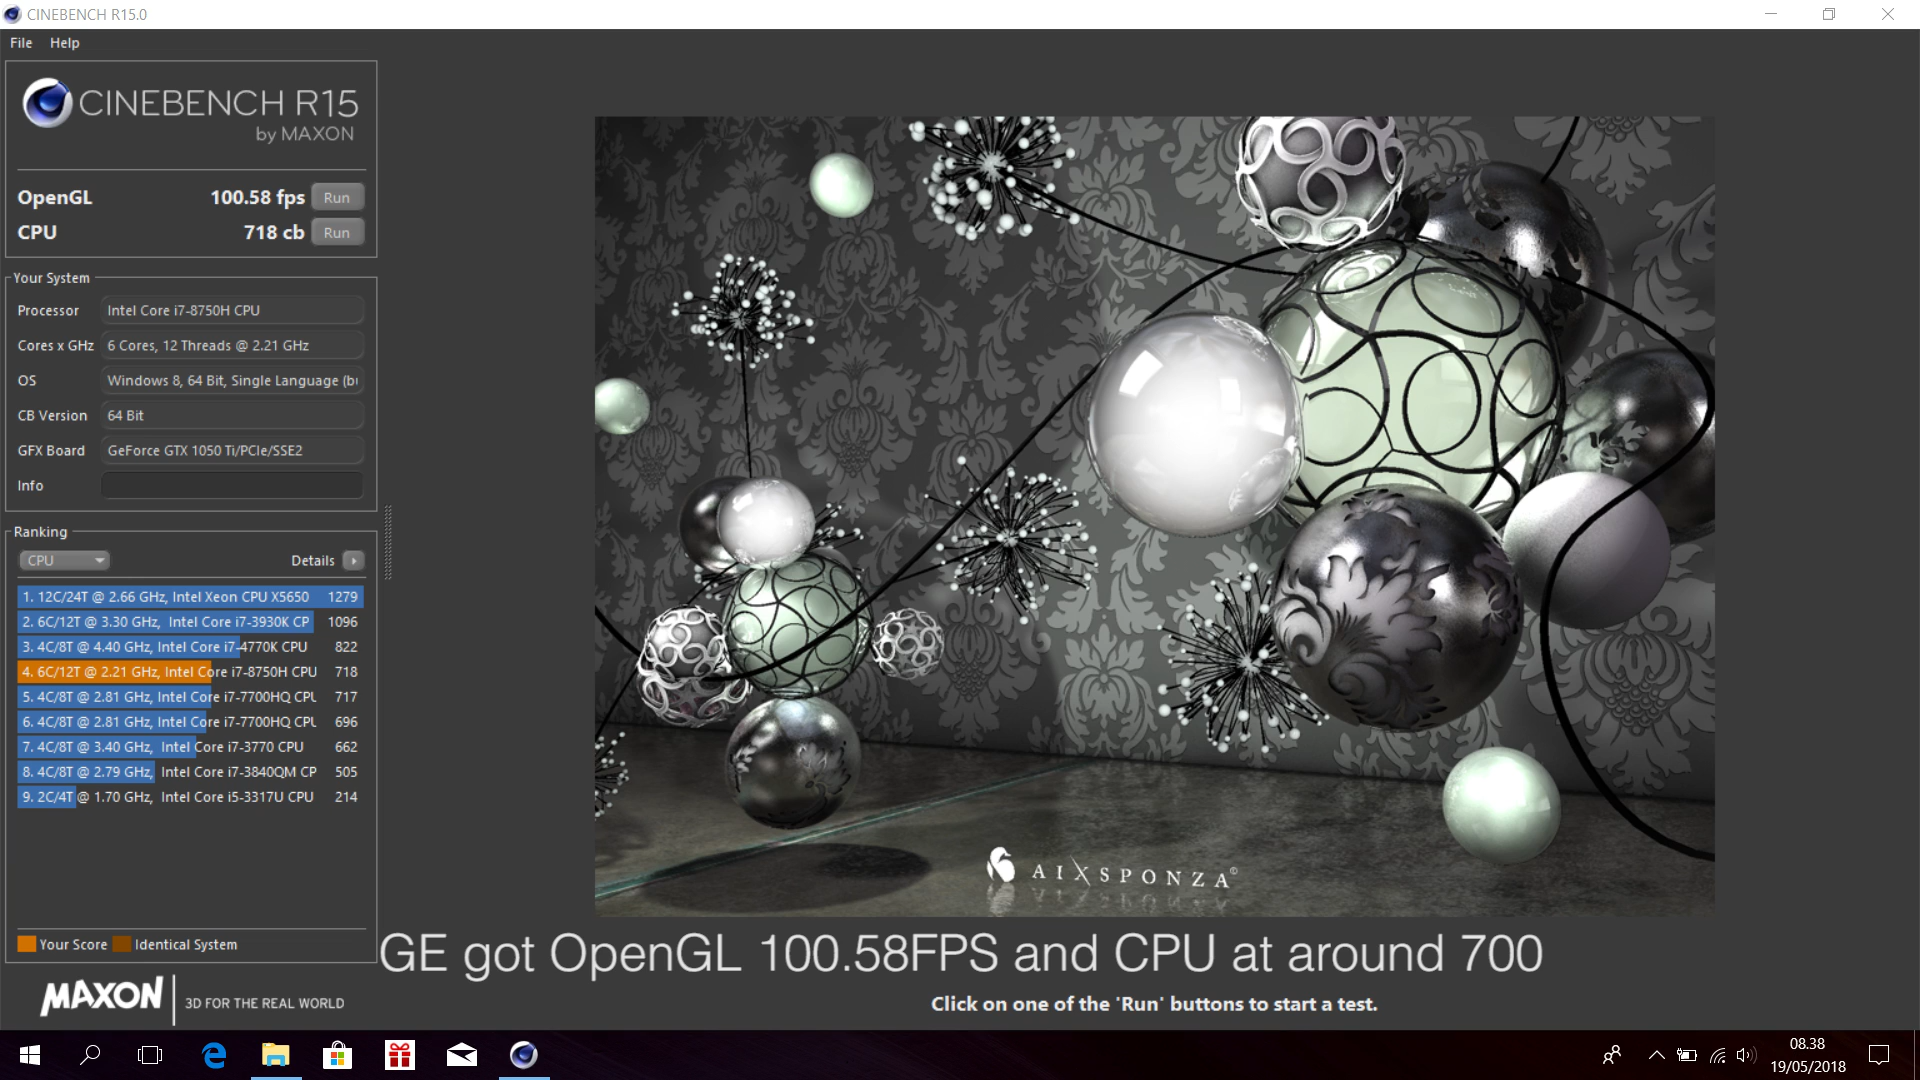 CINEBENCH R15.0
File Help
CINEBENCH R15
by MAXON
OpenGL 100.58 fps Run
CPU 718 cb Run
Your System
Processor Intel Core i7-8750H CPU
Cores x GHz 6 Cores, 12 Threads @ 2.21 GHz
OS Windows 8, 64 Bit, Single Language (bu
CB Version 64 Bit
GFX Board GeForce GTX 1050 Ti/PCIe/SSE2
Info
Ranking
CPU Details
1. 12C/24T @ 2.66 GHz, Intel Xeon CPU X5650 1279
2. 6C/12T @ 3.30 GHz, Intel Core i7-3930K CP 1096
3. 4C/8T @ 4.40 GHz, Intel Core i7-4770K CPU 822
4. 6C/12T @ 2.21 GHz, Intel Core i7-8750H CPU 718
5. 4C/8T @ 2.81 GHz, Intel Core i7-7700HQ CPU 717
6. 4C/8T @ 2.81 GHz, Intel Core i7-7700HQ CPU 696
7. 4C/8T @ 3.40 GHz, Intel Core i7-3770 CPU 662
8. 4C/8T @ 2.79 GHz, Intel Core i7-3840QM CP 505
9. 2C/4T @ 1.70 GHz, Intel Core i5-3317U CPU 214
AIXSPONZA©
Your Score Identical System
GE got OpenGL 100.58FPS and CPU at around 700
MAXON 3D FOR THE REAL WORLD
Click on one of the 'Run' buttons to start a test.
08.38
19/05/2018